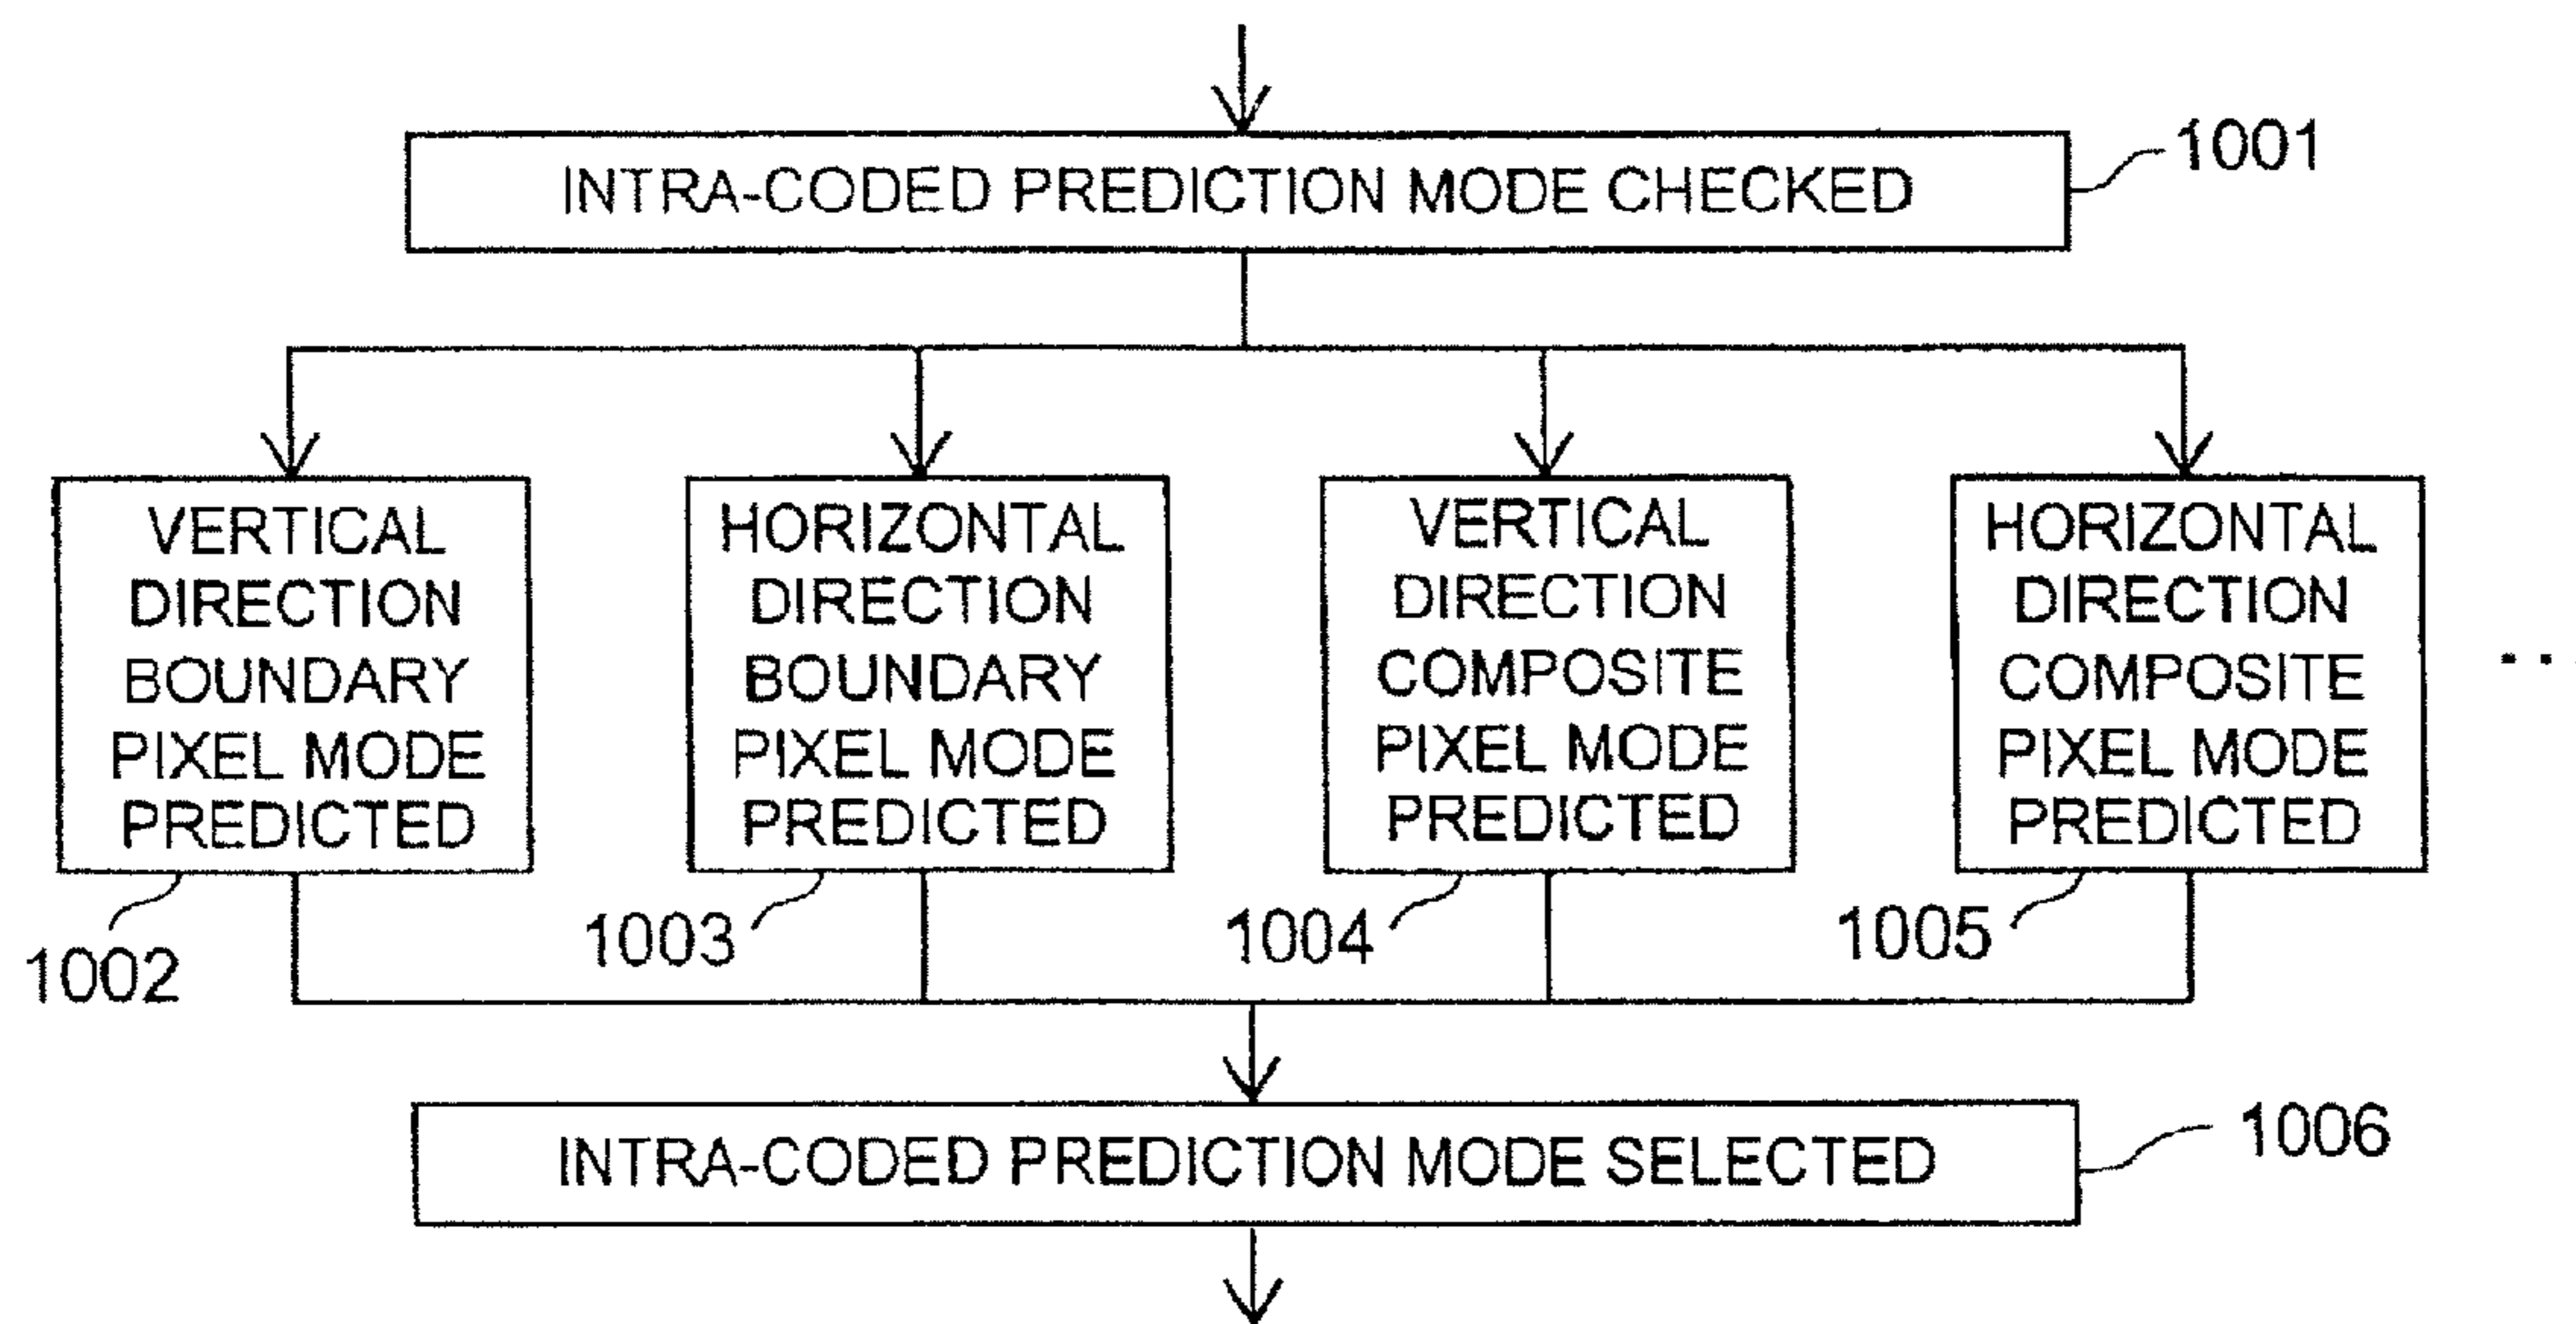 INTRA-CODED PREDICTION MODE CHECKED
1001
VERTICAL
DIRECTION
BOUNDARY
PIXEL MODE
PREDICTED
1002
HORIZONTAL
DIRECTION
BOUNDARY
PIXEL MODE
PREDICTED
1003
VERTICAL
DIRECTION
COMPOSITE
PIXEL MODE
PREDICTED
1004
HORIZONTAL
DIRECTION
COMPOSITE
PIXEL MODE
PREDICTED
1005
INTRA-CODED PREDICTION MODE SELECTED
1006